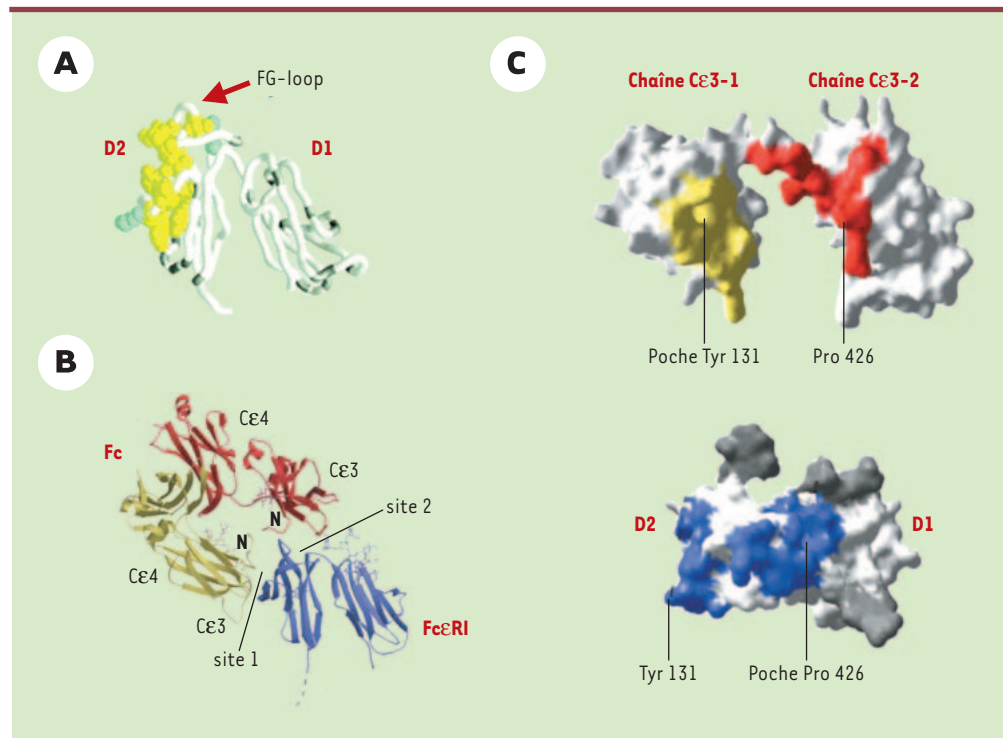 A
FG-loop
D2
D1
B
Cε4
Fc
Cε3
site 2
N
N
Cε4
Cε3
FcεRI
site 1
C
Chaîne Cε3-1
Chaîne Cε3-2
Poche Tyr 131
Pro 426
D2
D1
Tyr 131
Poche Pro 426